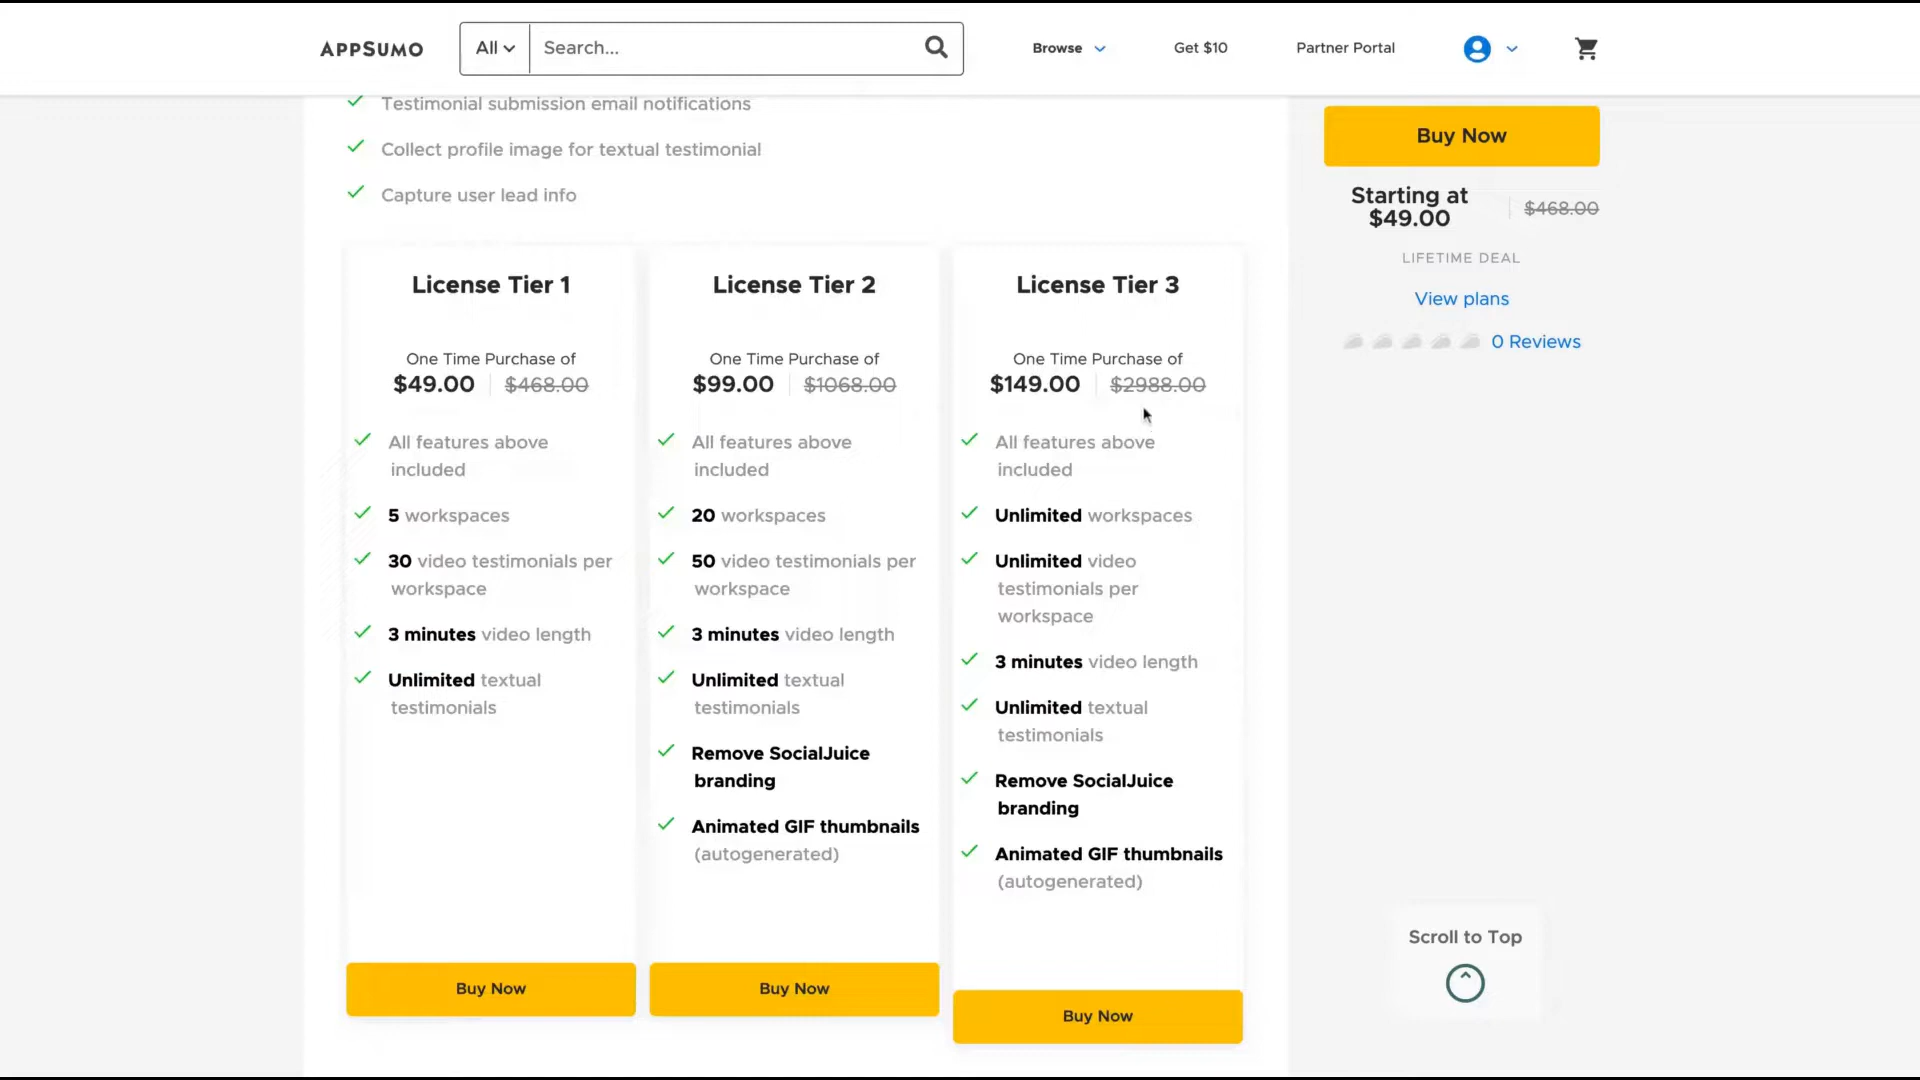 APPSUMO
All
Search...
Browse
Get $10
Partner Portal
Testimonial submission email notifications
Collect profile image for textual testimonial
Capture user lead info
Buy Now
Starting at
$49.00
$468.00
LIFETIME DEAL
View plans
0 Reviews
License Tier 1
One Time Purchase of
$49.00 $468.00
All features above
included
5 workspaces
30 video testimonials per
workspace
3 minutes video length
Unlimited textual
testimonials
Buy Now
License Tier 2
One Time Purchase of
$99.00 $1068.00
All features above
included
20 workspaces
50 video testimonials per
workspace
3 minutes video length
Unlimited textual
testimonials
Remove SocialJuice
branding
Animated GIF thumbnails
(autogenerated)
Buy Now
License Tier 3
One Time Purchase of
$149.00 $2988.00
All features above
included
Unlimited workspaces
Unlimited video
testimonials per
workspace
3 minutes video length
Unlimited textual
testimonials
Remove SocialJuice
branding
Animated GIF thumbnails
(autogenerated)
Buy Now
Scroll to Top